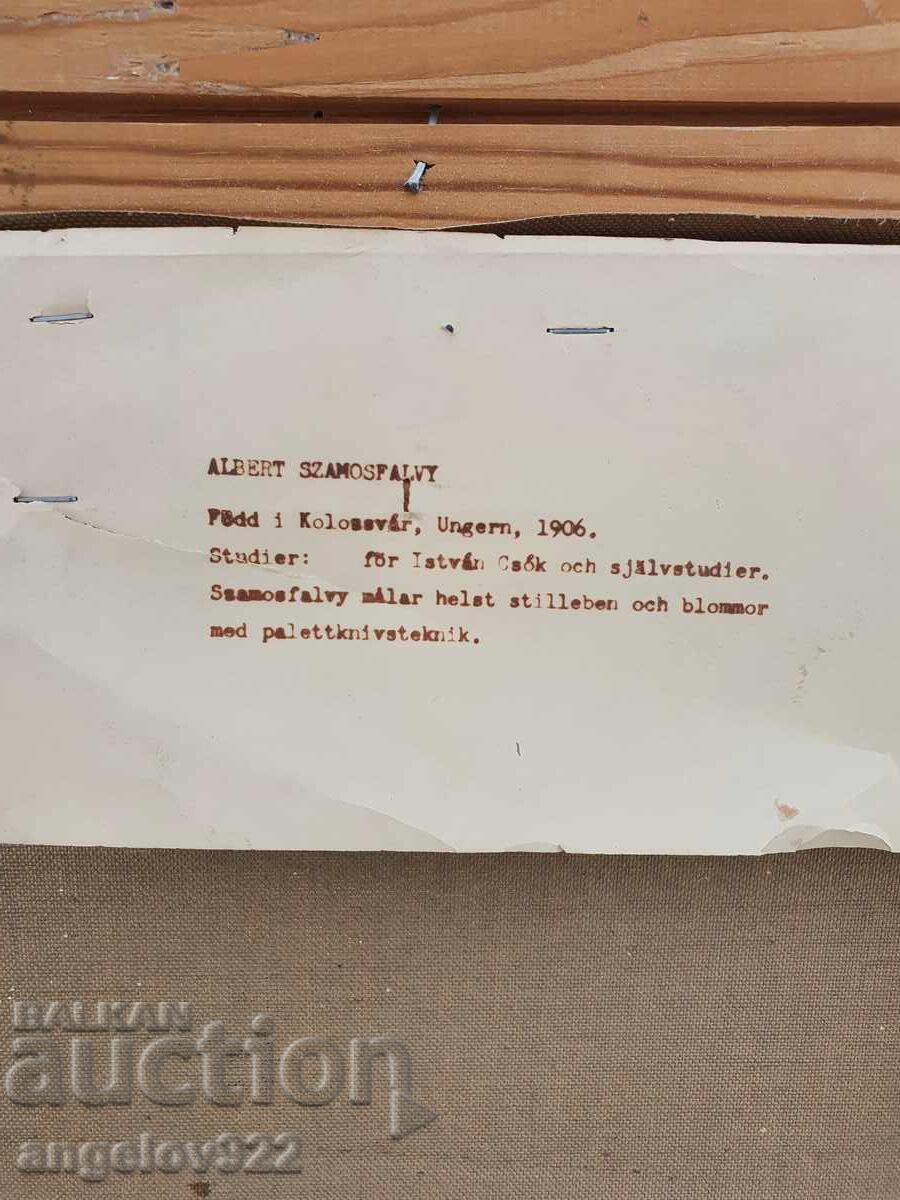 ALBERT SZAMOSFALVY
Född i Kolossvár, Ungern, 1906.
Studier: för István Csók och självstudier.
Szamosfalvy målar helst stilleben och blommor
med palettknivsteknik.
BALKAN
auction
angelov922